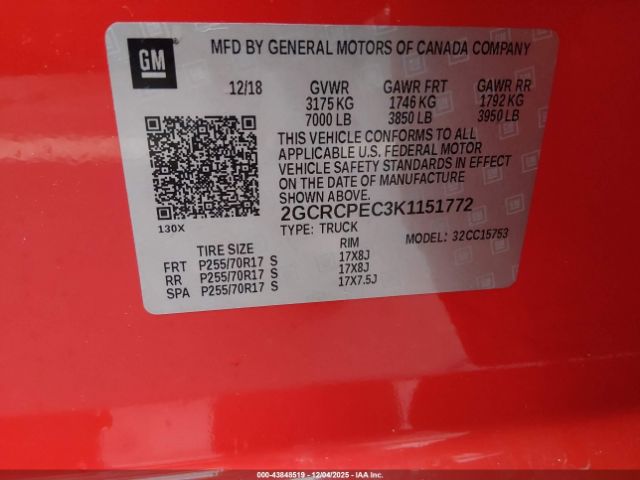 GM
MFD BY GENERAL MOTORS OF CANADA COMPANY
12/18 GVWR GAWR FRT GAWR RR
3175 KG 1746 KG 1792 KG
7000 LB 3850 LB 3950 LB
THIS VEHICLE CONFORMS TO ALL
APPLICABLE U.S. FEDERAL MOTOR
VEHICLE SAFETY STANDARDS IN EFFECT
ON THE DATE OF MANUFACTURE
SHOWN ABOVE.
2GCRCPEC3K1151772
130X TYPE: TRUCK MODEL: 32CC15753
TIRE SIZE RIM
FRT P255/70R17 S 17X8J
RR P255/70R17 S 17X8J
SPA P255/70R17 S 17X7.5J
000-43848519 - 12/04/2025 - IAAC, INC.